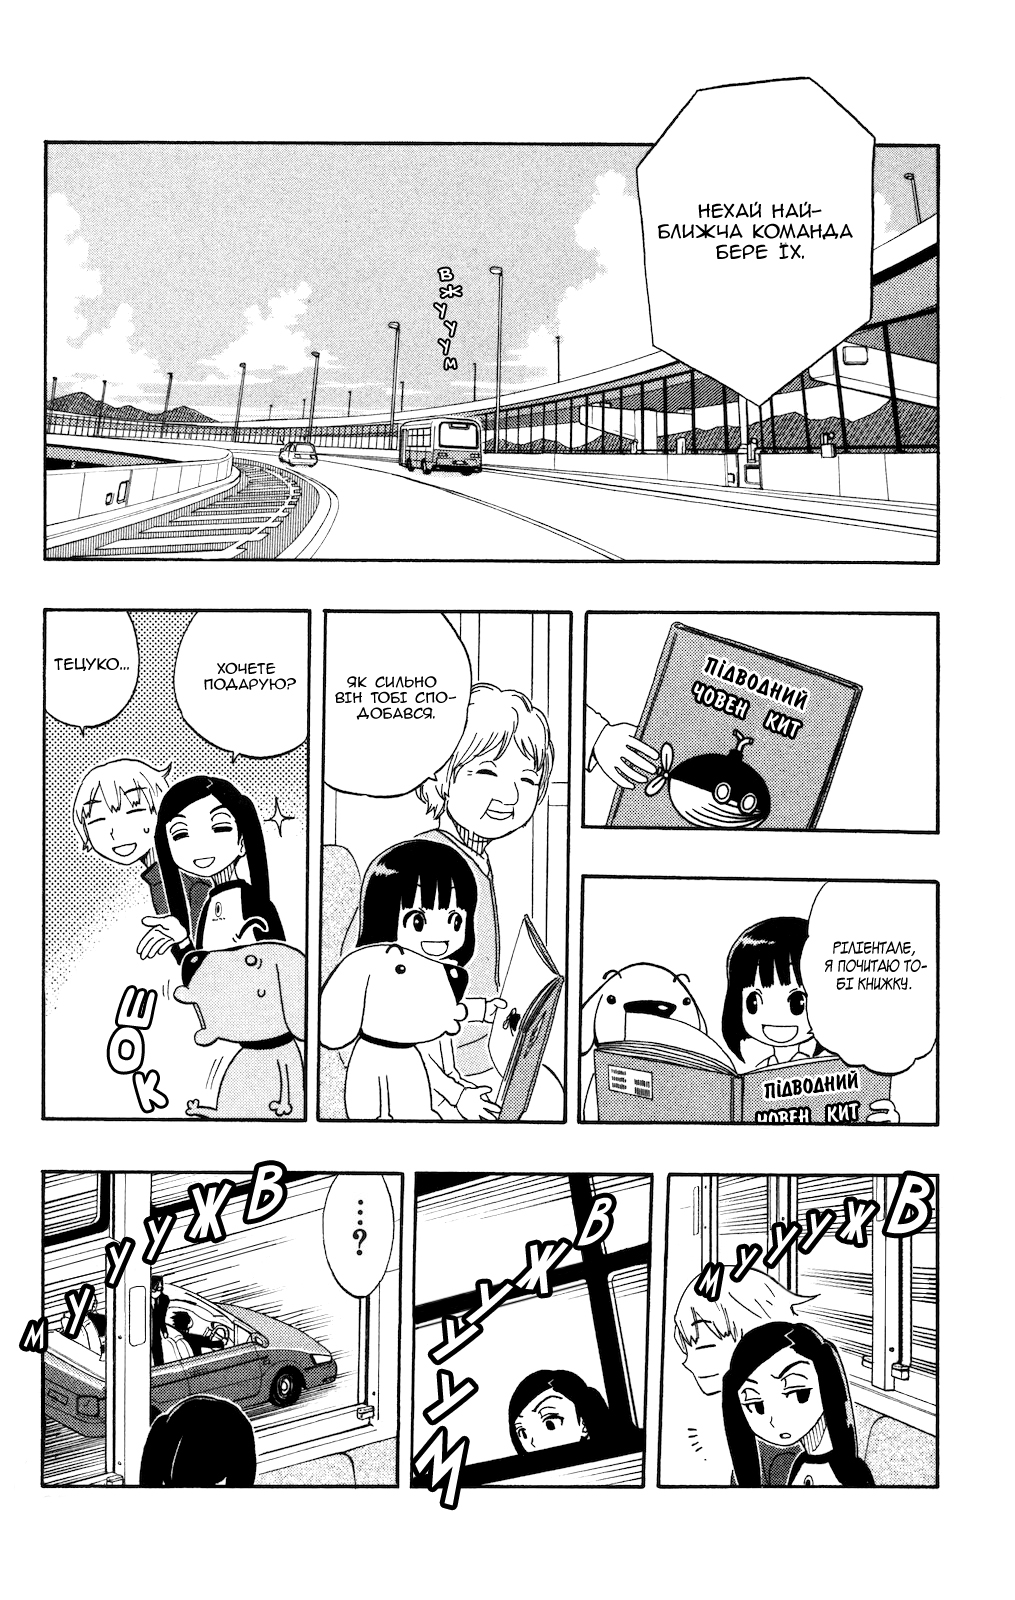 НЕХАЙ НАЙ-
БЛИЖЧА КОМАНДА
БЕРЕ ЇХ.
ВЖУУУМ
ПІДВОДНИЙ
ЧОВЕН КИТ
ЯК СИЛЬНО
ВІН ТОБІ СПО-
ДОБАВСЯ.
ХОЧЕТЕ
ПОДАРУЮ?
ТЕЦУКО...
ШОК
РІЛІЕНТАЛЕ,
Я ПОЧИТАЮ ТО-
БІ КНИЖКУ.
ПІДВОДНИЙ
ЧОВЕН КИТ
ВЖУУУМ
ВЖУУУМ
...?
ВЖУУУМ